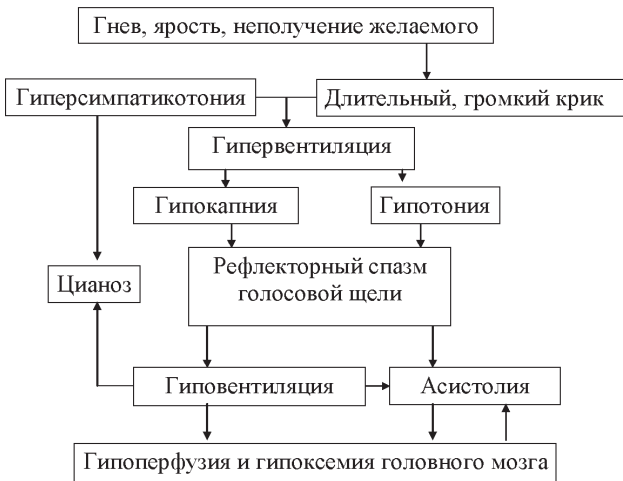 Гнев, ярость, неполучение желаемого
Гиперсимпатикотония
Длительный, громкий крик
Гипервентиляция
Гипокапния
Гипотония
Рефлекторный спазм
голосовой щели
Цианоз
Гиповентиляция
Асистолия
Гипоперфузия и гипоксемия головного мозга